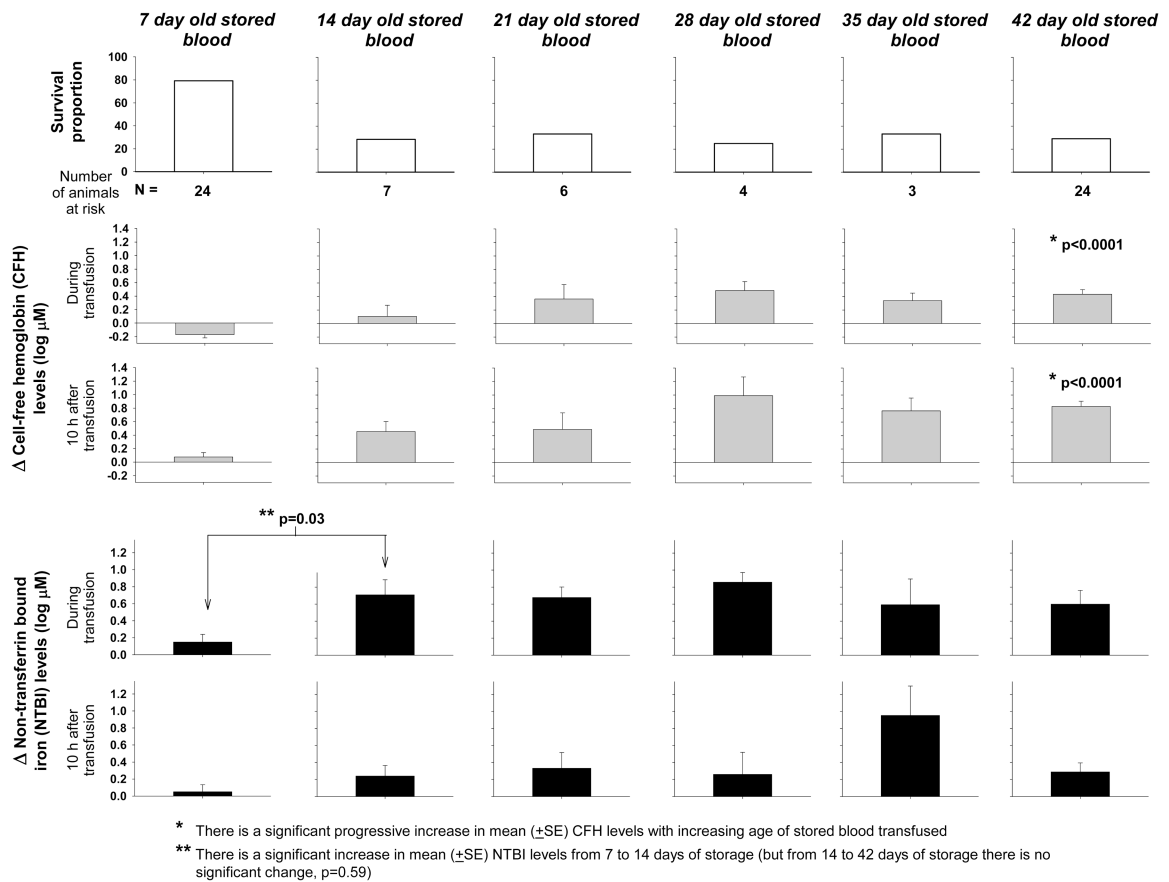 7 day old stored blood
14 day old stored blood
21 day old stored blood
28 day old stored blood
35 day old stored blood
42 day old stored blood
Survival proportion
100
80
60
40
20
0
Number of animals at risk
N = 24 7 6 4 3 24
Δ Cell-free hemoglobin (CFH) levels (log μM)
During transfusion
1.4
1.2
1.0
0.8
0.6
0.4
0.2
0.0
-0.2
* p<0.0001
10 h after transfusion
1.4
1.2
1.0
0.8
0.6
0.4
0.2
0.0
-0.2
* p<0.0001
** p=0.03
Δ Non-transferrin bound iron (NTBI) levels (log μM)
During transfusion
1.2
1.0
0.8
0.6
0.4
0.2
0.0
10 h after transfusion
1.2
1.0
0.8
0.6
0.4
0.2
0.0
* There is a significant progressive increase in mean (+SE) CFH levels with increasing age of stored blood transfused
** There is a significant increase in mean (+SE) NTBI levels from 7 to 14 days of storage (but from 14 to 42 days of storage there is no
significant change, p=0.59)